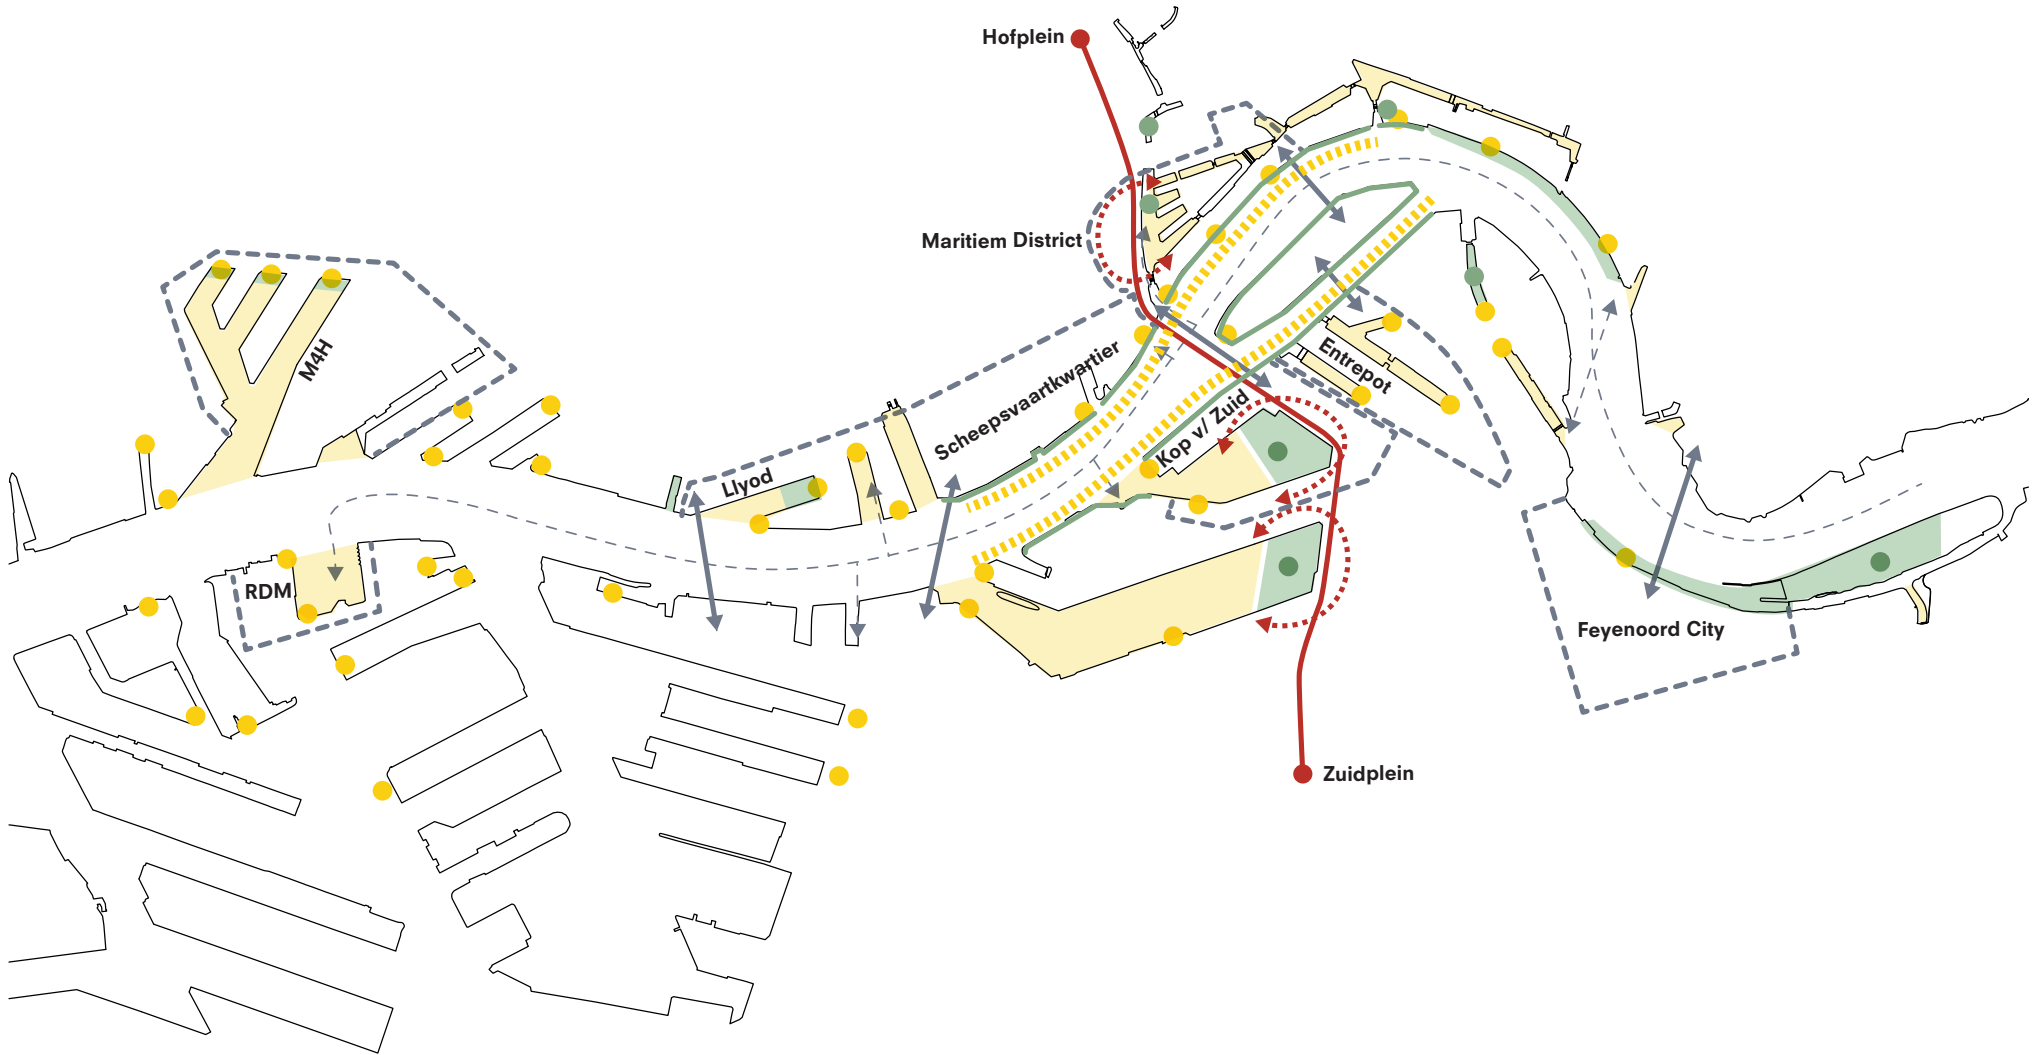 Hofplein
Maritiem District
M4H
Scheepsvaartkwartier
Entrepot
Kop v/ Zuid
Llyod
RDM
Feyenoord City
Zuidplein